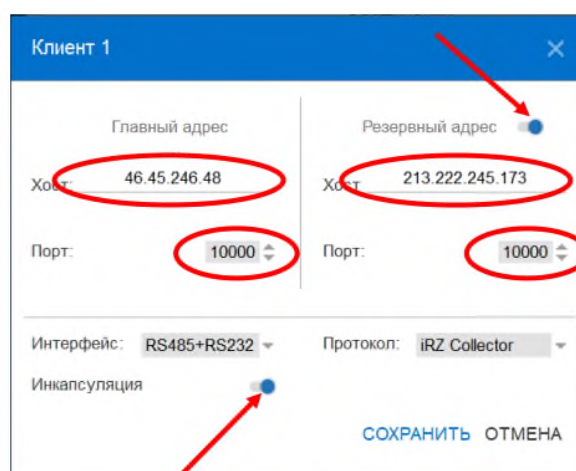 Клиент 1
Главный адрес
Резервный адрес
Хост: 46.45.246.48
Хост 213.222.245.173
Порт: 10000
Порт: 10000
Интерфейс: RS485+RS232
Протокол: iRZ Collector
Инкапсуляция
СОХРАНИТЬ ОТМЕНА